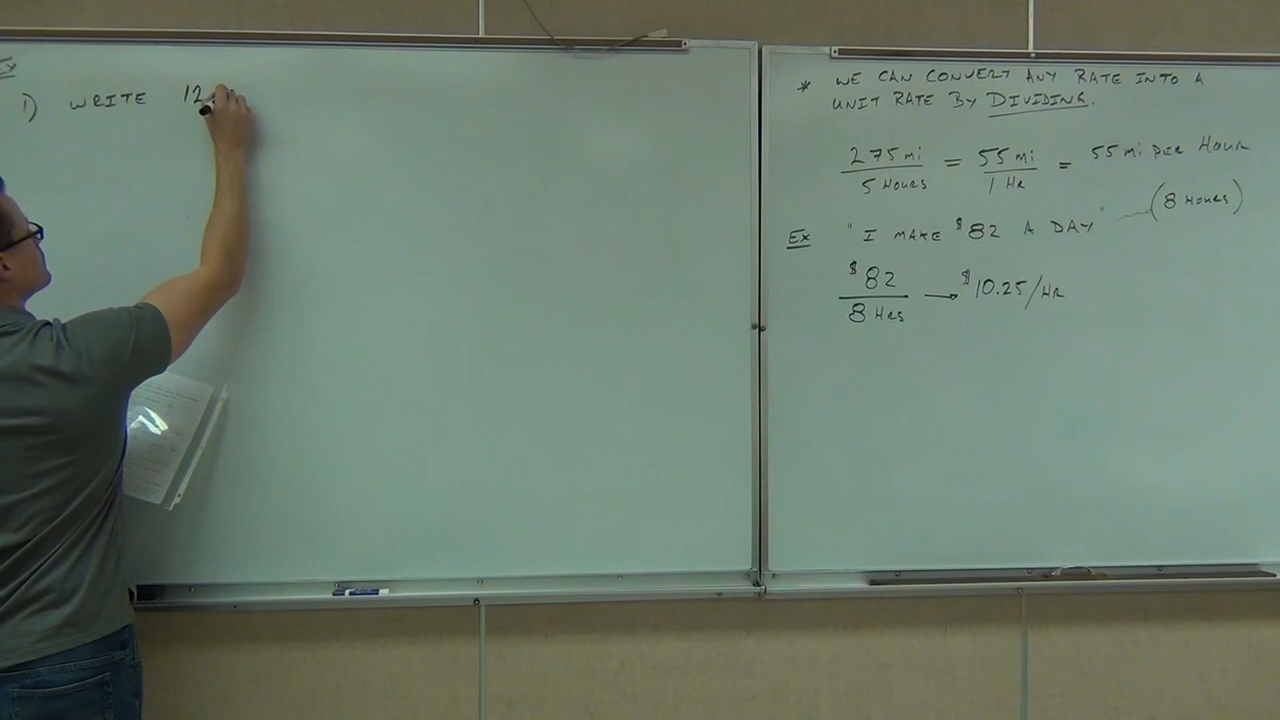 Ex
1) WRITE 12
* WE CAN CONVERT ANY RATE INTO A
UNIT RATE BY DIVIDING.
275 mi / 5 HOURS = 55 mi / 1 HR = 55 mi PER HOUR
(8 HOURS)
Ex "I MAKE $82 A DAY"
$82 / 8 HRS → $10.25/HR